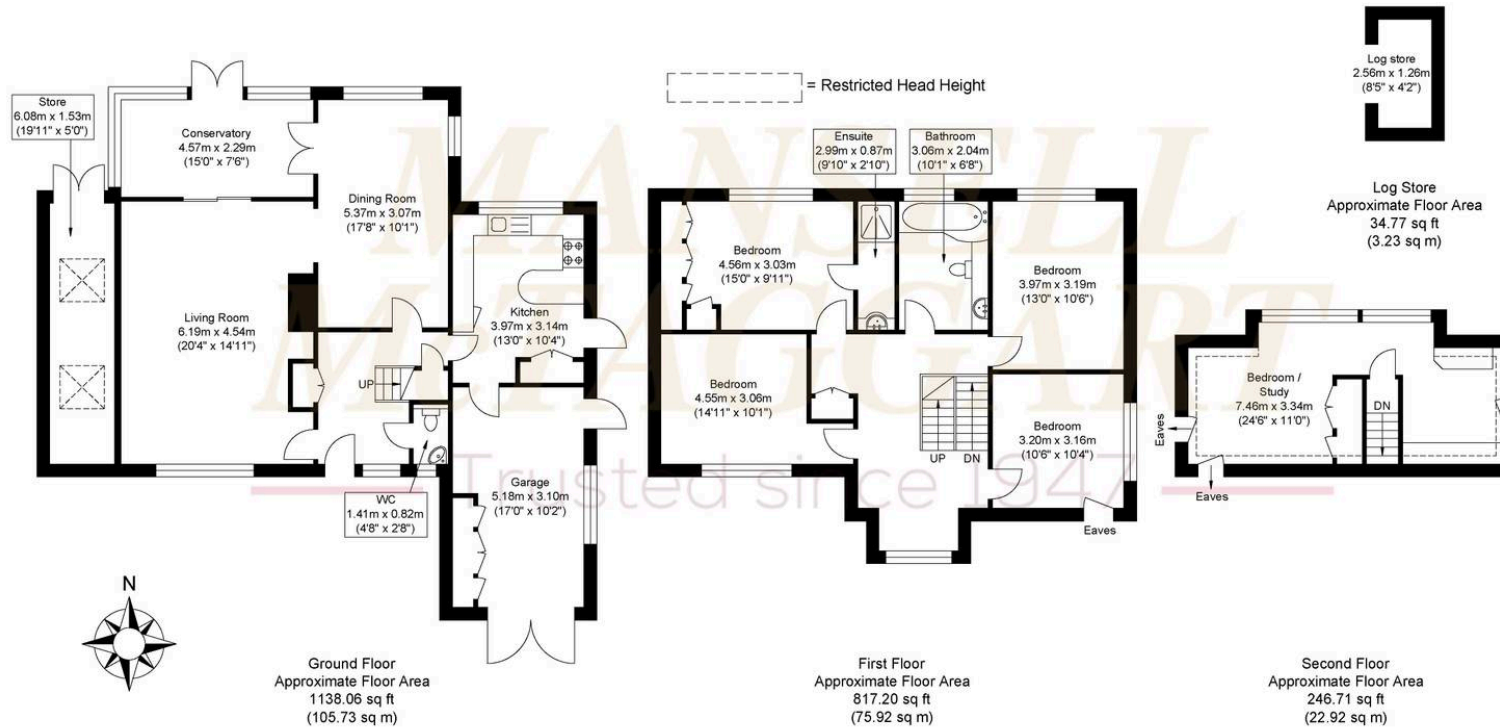 Store
6.08m x 1.53m
(19'11" x 5'0")
Conservatory
4.57m x 2.29m
(15'0" x 7'6")
Dining Room
5.37m x 3.07m
(17'8" x 10'1")
Living Room
6.19m x 4.54m
(20'4" x 14'11")
Kitchen
3.97m x 3.14m
(13'0" x 10'4")
UP
WC
1.41m x 0.82m
(4'8" x 2'8")
Garage
5.18m x 3.10m
(17'0" x 10'2")
N
Ground Floor
Approximate Floor Area
1138.06 sq ft
(105.73 sq m)
= Restricted Head Height
Ensuite
2.99m x 0.87m
(9'10" x 2'10")
Bathroom
3.06m x 2.04m
(10'1" x 6'8")
Bedroom
4.56m x 3.03m
(15'0" x 9'11")
Bedroom
3.97m x 3.19m
(13'0" x 10'6")
Bedroom
4.55m x 3.06m
(14'11" x 10'1")
UP DN
Bedroom
3.20m x 3.16m
(10'6" x 10'4")
Eaves
First Floor
Approximate Floor Area
817.20 sq ft
(75.92 sq m)
Log store
2.56m x 1.26m
(8'5" x 4'2")
Log Store
Approximate Floor Area
34.77 sq ft
(3.23 sq m)
Bedroom /
Study
7.46m x 3.34m
(24'6" x 11'0")
DN
Eaves
Eaves
Second Floor
Approximate Floor Area
246.71 sq ft
(22.92 sq m)
MANSELL
McTAGGART
Trusted since 1947